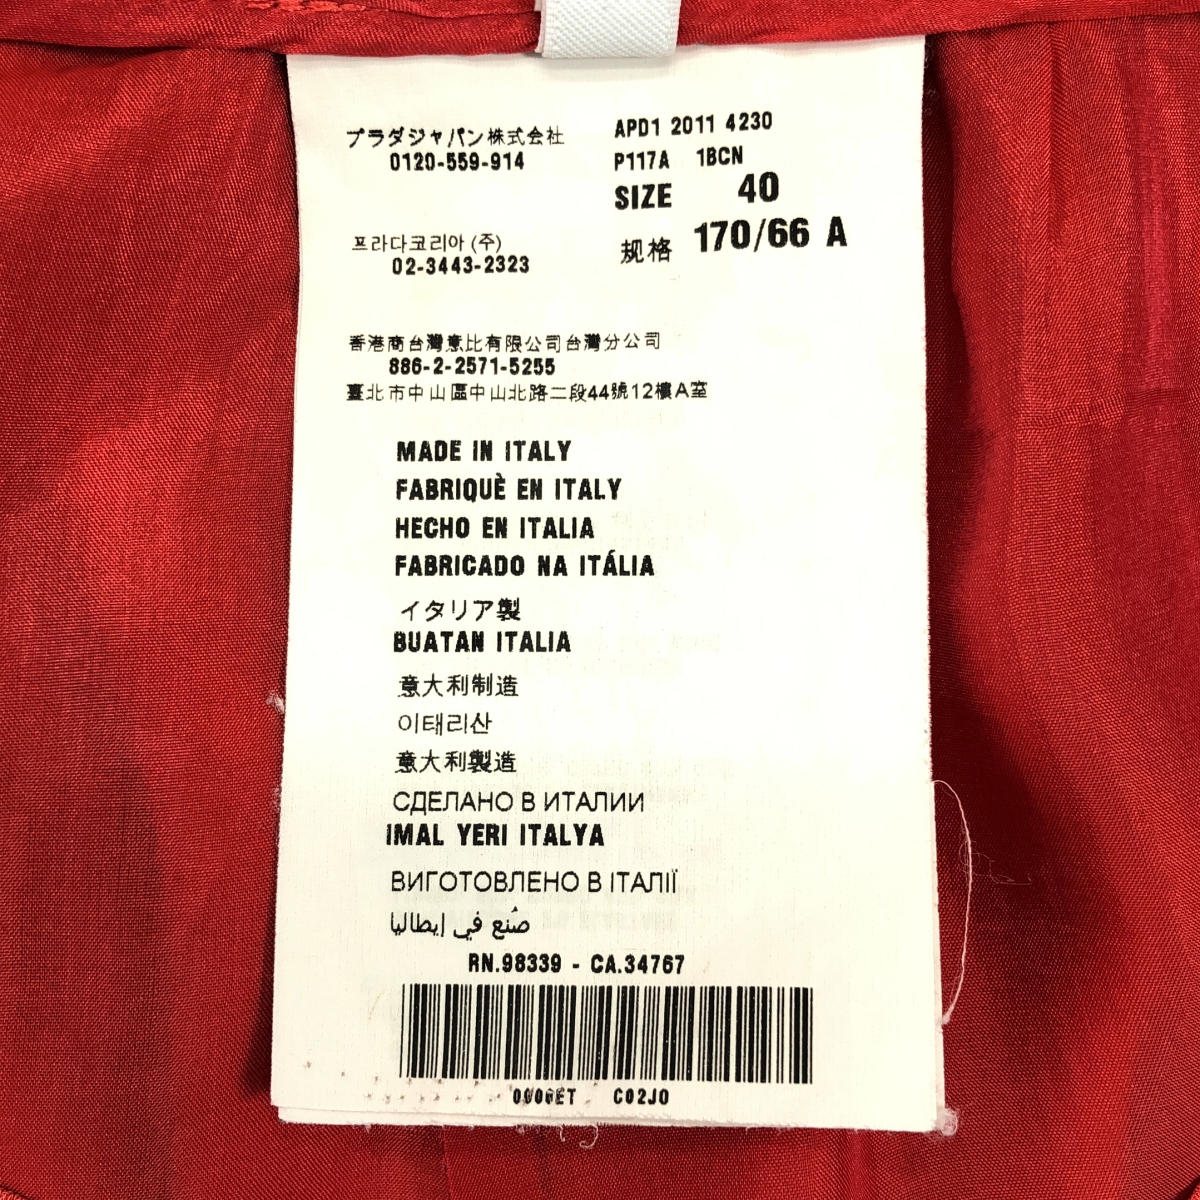 プラダジャパン株式会社
0120-559-914
프라다코리아 (주)
02-3443-2323
APD1 2011 4230
P117A 1BCN
SIZE 40
规格 170/66 A
香港商台灣意比有限公司台灣分公司
886-2-2571-5255
臺北市中山區中山北路二段44號12樓A室
MADE IN ITALY
FABRIQUÈ EN ITALY
HECHO EN ITALIA
FABRICADO NA ITÁLIA
イタリア製
BUATAN ITALIA
意大利制造
이태리산
意大利製造
СДЕЛАНО В ИТАЛИИ
IMAL YERI ITALYA
ВИГОТОВЛЕНО В ІТАЛІЇ
صُنع في إيطاليا
RN.98339 - CA.34767
C02J0